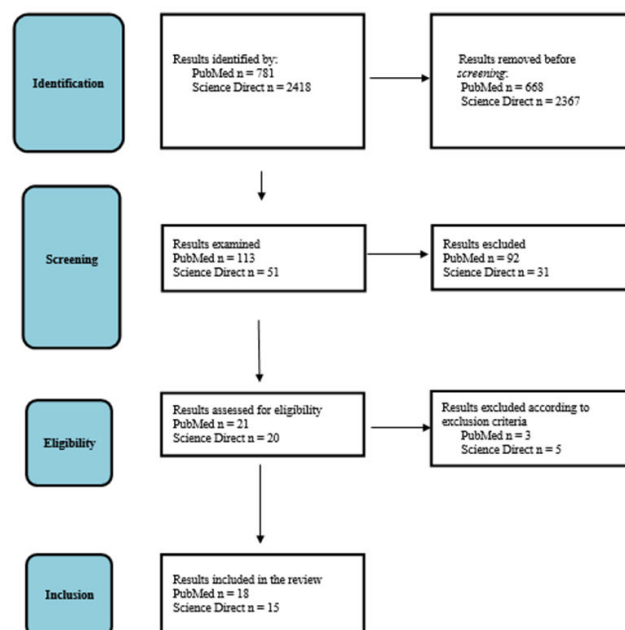 Identification
Results identified by:
PubMed n = 781
Science Direct n = 2418
Results removed before
screening:
PubMed n = 668
Science Direct n = 2367
Screening
Results examined
PubMed n = 113
Science Direct n = 51
Results escluded
PubMed n = 92
Science Direct n = 31
Eligibility
Results assessed for eligibility
PubMed n = 21
Science Direct n = 20
Results excluded according to
exclusion criteria
PubMed n = 3
Science Direct n = 5
Inclusion
Results included in the review
PubMed n = 18
Science Direct n = 15